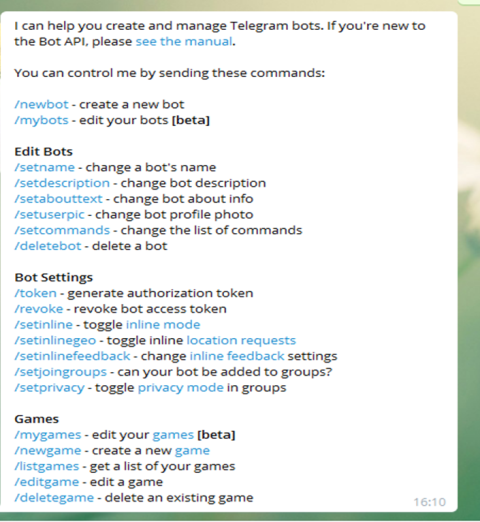 I can help you create and manage Telegram bots. If you're new to
the Bot API, please see the manual.
You can control me by sending these commands:
/newbot - create a new bot
/mybots - edit your bots [beta]
Edit Bots
/setname - change a bot's name
/setdescription - change bot description
/setabouttext - change bot about info
/setuserpic - change bot profile photo
/setcommands - change the list of commands
/deletebot - delete a bot
Bot Settings
/token - generate authorization token
/revoke - revoke bot access token
/setinline - toggle inline mode
/setinlinegeo - toggle inline location requests
/setinlinefeedback - change inline feedback settings
/setjoingroups - can your bot be added to groups?
/setprivacy - toggle privacy mode in groups
Games
/mygames - edit your games [beta]
/newgame - create a new game
/listgames - get a list of your games
/editgame - edit a game
/deletegame - delete an existing game
16:10